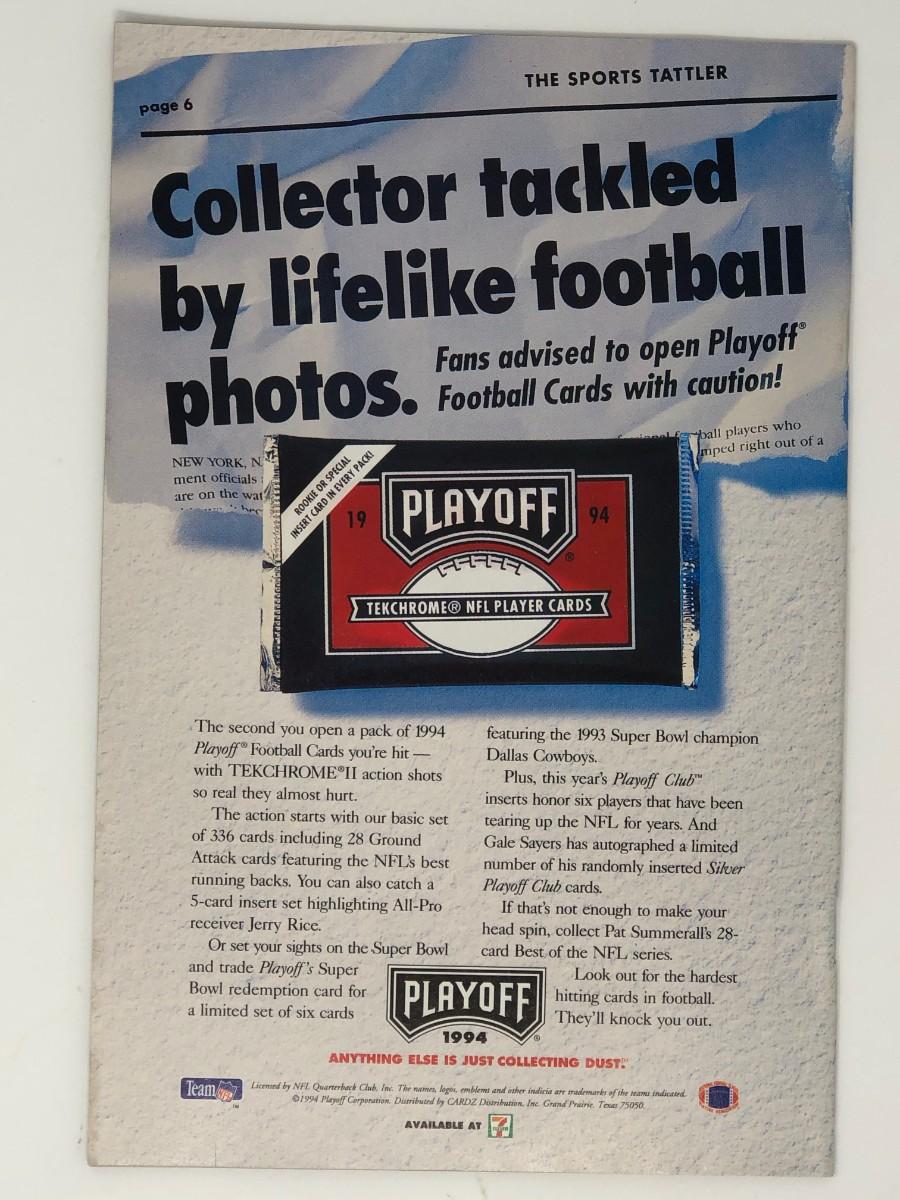 THE SPORTS TATTLER
page 6
Collector tackled
by lifelike football
photos.
Fans advised to open Playoff®
Football Cards with caution!
NEW YORK, N
ment officials
are on the wat
ball players who
mped right out of a
ROOKIE OR SPECIAL
INSERT CARD IN EVERY PACK!
19
PLAYOFF
94
®
TEKCHROME® NFL PLAYER CARDS
The second you open a pack of 1994
Playoff® Football Cards you're hit —
with TEKCHROME®II action shots
so real they almost hurt.
The action starts with our basic set
of 336 cards including 28 Ground
Attack cards featuring the NFL's best
running backs. You can also catch a
5-card insert set highlighting All-Pro
receiver Jerry Rice.
Or set your sights on the Super Bowl
and trade Playoff's Super
Bowl redemption card for
a limited set of six cards
featuring the 1993 Super Bowl champion
Dallas Cowboys.
Plus, this year's Playoff Club™
inserts honor six players that have been
tearing up the NFL for years. And
Gale Sayers has autographed a limited
number of his randomly inserted Silver
Playoff Club cards.
If that's not enough to make your
head spin, collect Pat Summerall's 28-
card Best of the NFL series.
Look out for the hardest
hitting cards in football.
They'll knock you out.
PLAYOFF
1994
®
ANYTHING ELSE IS JUST COLLECTING DUST.™
Team NFL™
Licensed by NFL Quarterback Club, Inc. The names, logos, emblems and other indicia are trademarks of the teams indicated.
©1994 Playoff Corporation. Distributed by CARDZ Distribution, Inc. Grand Prairie, Texas 75050.
AVAILABLE AT
7 ELEVEN